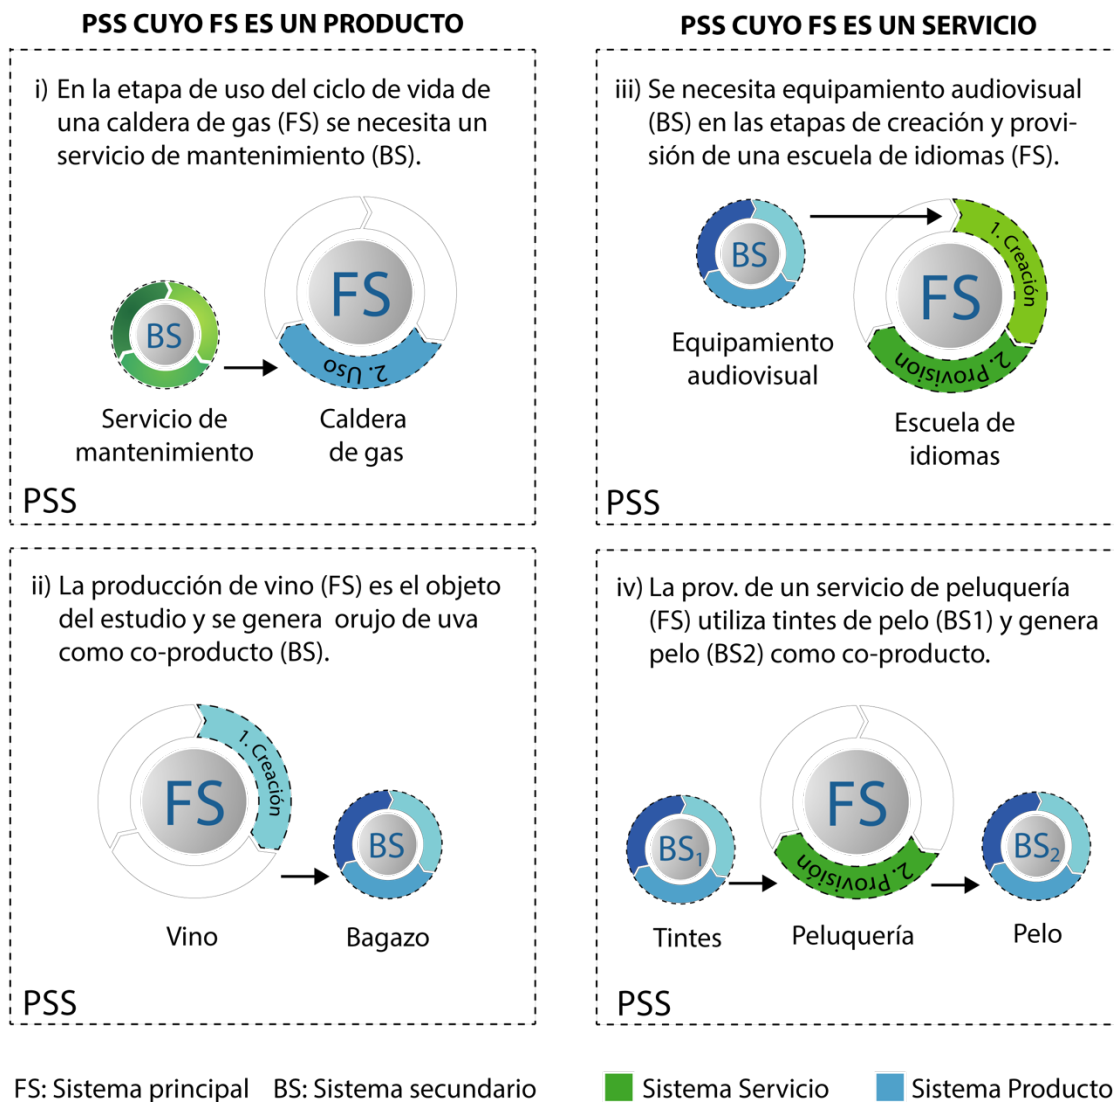 PSS CUYO FS ES UN PRODUCTO
i) En la etapa de uso del ciclo de vida de
una caldera de gas (FS) se necesita un
servicio de mantenimiento (BS).
FS
BS
2. Uso
Servicio de
mantenimiento
Caldera
de gas
PSS
ii) La producción de vino (FS) es el objeto
del estudio y se genera orujo de uva
como co-producto (BS).
1. Creación
FS
BS
Vino
Bagazo
PSS
PSS CUYO FS ES UN SERVICIO
iii) Se necesita equipamiento audiovisual
(BS) en las etapas de creación y provi-
sión de una escuela de idiomas (FS).
BS
1. Creación
FS
2. Provision
Equipamiento
audiovisual
Escuela de
idiomas
PSS
iv) La prov. de un servicio de peluquería
(FS) utiliza tintes de pelo (BS1) y genera
pelo (BS2) como co-producto.
FS
BS₁
BS₂
2. Provisión
Tintes
Peluquería
Pelo
PSS
FS: Sistema principal
BS: Sistema secundario
Sistema Servicio
Sistema Producto